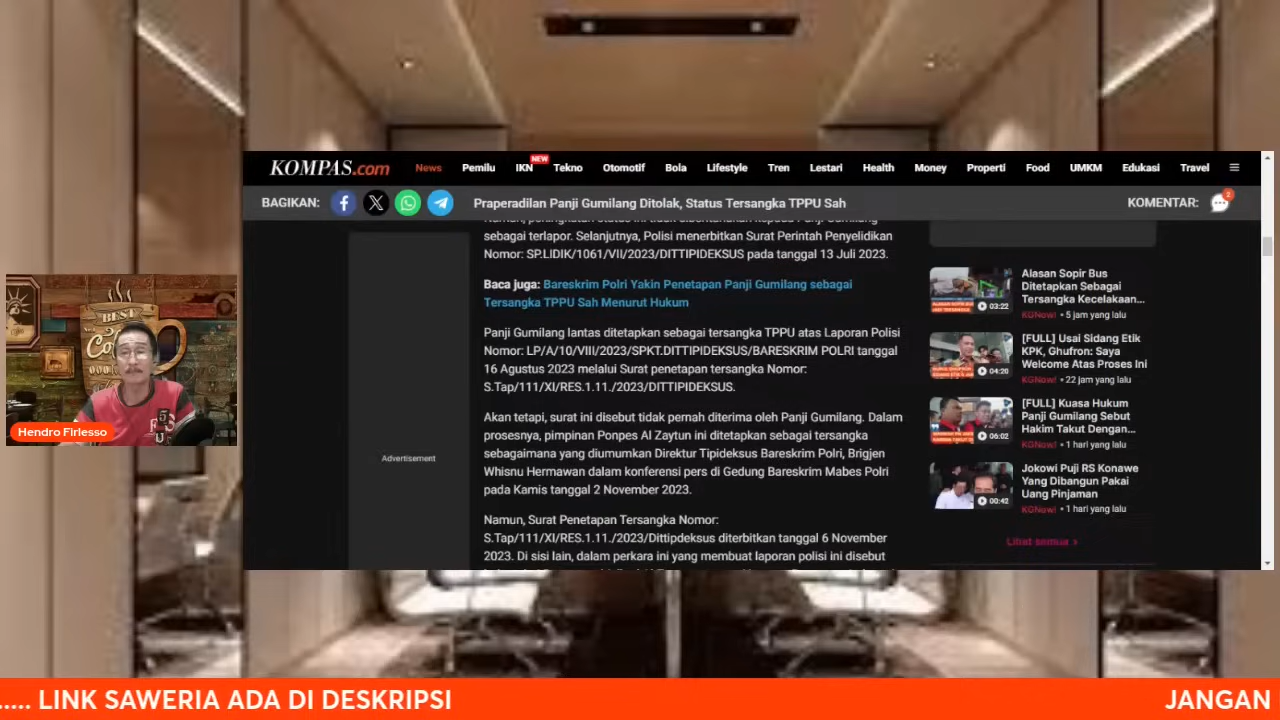 KOMPAS.com
News
Pemilu
IKN
NEW
Tekno
Otomotif
Bola
Lifestyle
Tren
Lestari
Health
Money
Properti
Food
UMKM
Edukasi
Travel
BAGIKAN:
Praperadilan Panji Gumilang Ditolak, Status Tersangka TPPU Sah
KOMENTAR:
2
sebagai terlapor. Selanjutnya, Polisi menerbitkan Surat Perintah Penyelidikan
Nomor: SP.LIDIK/1061/VII/2023/DITTIPIDEKSUS pada tanggal 13 Juli 2023.
Baca juga: Bareskrim Polri Yakin Penetapan Panji Gumilang sebagai
Tersangka TPPU Sah Menurut Hukum
Panji Gumilang lantas ditetapkan sebagai tersangka TPPU atas Laporan Polisi
Nomor: LP/A/10/VIII/2023/SPKT.DITTIPIDEKSUS/BARESKRIM POLRI tanggal
16 Agustus 2023 melalui Surat penetapan tersangka Nomor:
S.Tap/111/XI/RES.1.11./2023/DITTIPIDEKSUS.
Akan tetapi, surat ini disebut tidak pernah diterima oleh Panji Gumilang. Dalam
prosesnya, pimpinan Ponpes Al Zaytun ini ditetapkan sebagai tersangka
sebagaimana yang diumumkan Direktur Tipideksus Bareskrim Polri, Brigjen
Whisnu Hermawan dalam konferensi pers di Gedung Bareskrim Mabes Polri
pada Kamis tanggal 2 November 2023.
Namun, Surat Penetapan Tersangka Nomor:
S.Tap/111/XI/RES.1.11./2023/Dittipdeksus diterbitkan tanggal 6 November
2023. Di sisi lain, dalam perkara ini yang membuat laporan polisi ini disebut
Advertisement
Alasan Sopir Bus
Ditetapkan Sebagai
Tersangka Kecelakaan...
KGNow! • 5 jam yang lalu
03:22
[FULL] Usai Sidang Etik
KPK, Ghufron: Saya
Welcome Atas Proses Ini
KGNow! • 22 jam yang lalu
04:20
[FULL] Kuasa Hukum
Panji Gumilang Sebut
Hakim Takut Dengan...
KGNow! • 1 hari yang lalu
06:02
Jokowi Puji RS Konawe
Yang Dibangun Pakai
Uang Pinjaman
KGNow! • 1 hari yang lalu
00:42
Lihat semua >
BEST
Hendro Firlesso
..... LINK SAWERIA ADA DI DESKRIPSI
JANGAN